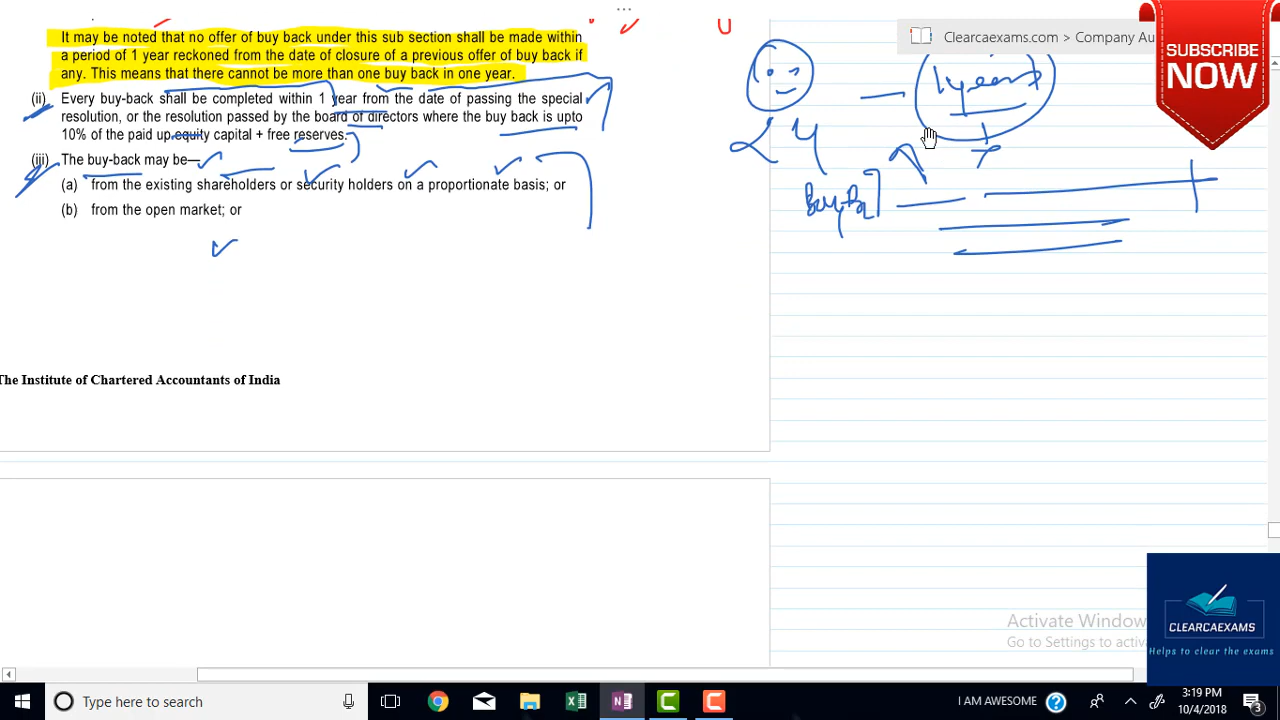 It may be noted that no offer of buy back under this sub section shall be made within
a period of 1 year reckoned from the date of closure of a previous offer of buy back if
any. This means that there cannot be more than one buy back in one year.
(ii) Every buy-back shall be completed within 1 year from the date of passing the special
resolution, or the resolution passed by the board of directors where the buy back is upto
10% of the paid up equity capital + free reserves.
(iii) The buy-back may be—
(a) from the existing shareholders or security holders on a proportionate basis; or
(b) from the open market; or
The Institute of Chartered Accountants of India
Clearcaexams.com > Company Au
SUBSCRIBE
NOW
1 year
24
BuyBa
Activate Window
Go to Settings to activa
CLEARCAEXAMS
Helps to clear the exams
Type here to search
I AM AWESOME
3:19 PM
10/4/2018
3